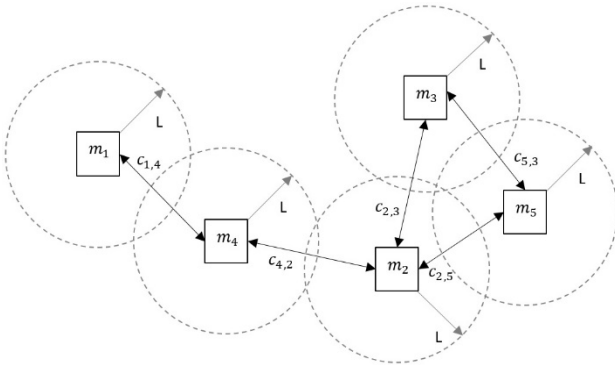 L
m₃
m₁
L
c₁,₄
c₅,₃
L
L
c₂,₃
m₅
m₄
c₄,₂
m₂
c₂,₅
L